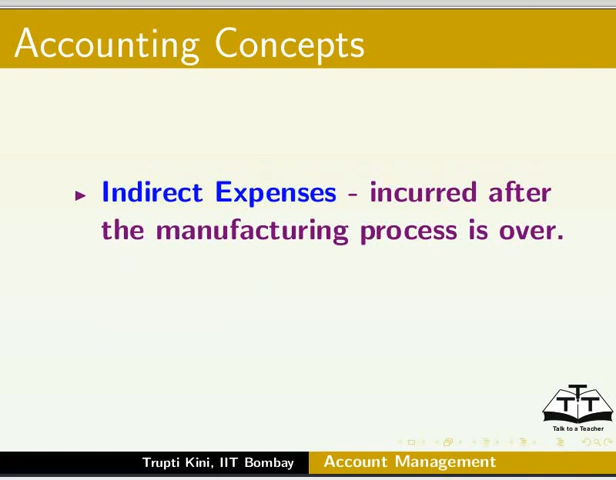 Accounting Concepts
Indirect Expenses - incurred after
the manufacturing process is over.
T
T T
Talk to a Teacher
Trupti Kini, IIT Bombay
Account Management